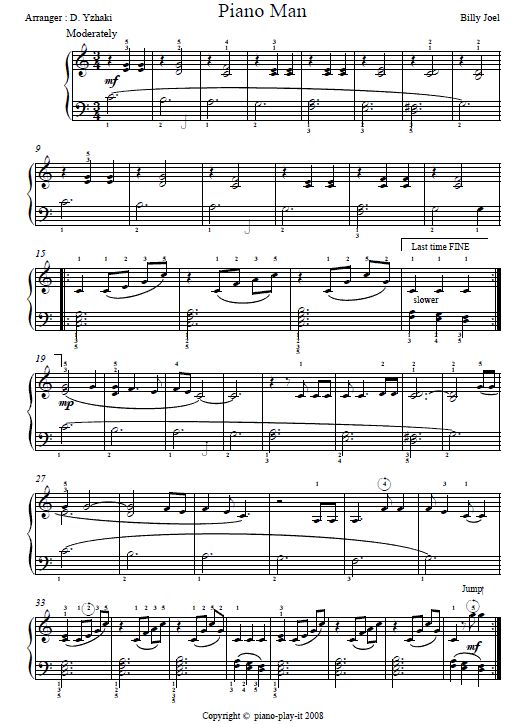 Piano Man
Arranger : D. Yzhaki
Billy Joel
Moderately
mf
9
15
Last time FINE
slower
19
mp
27
33
Jump
mf
Copyright © piano-play-it 2008